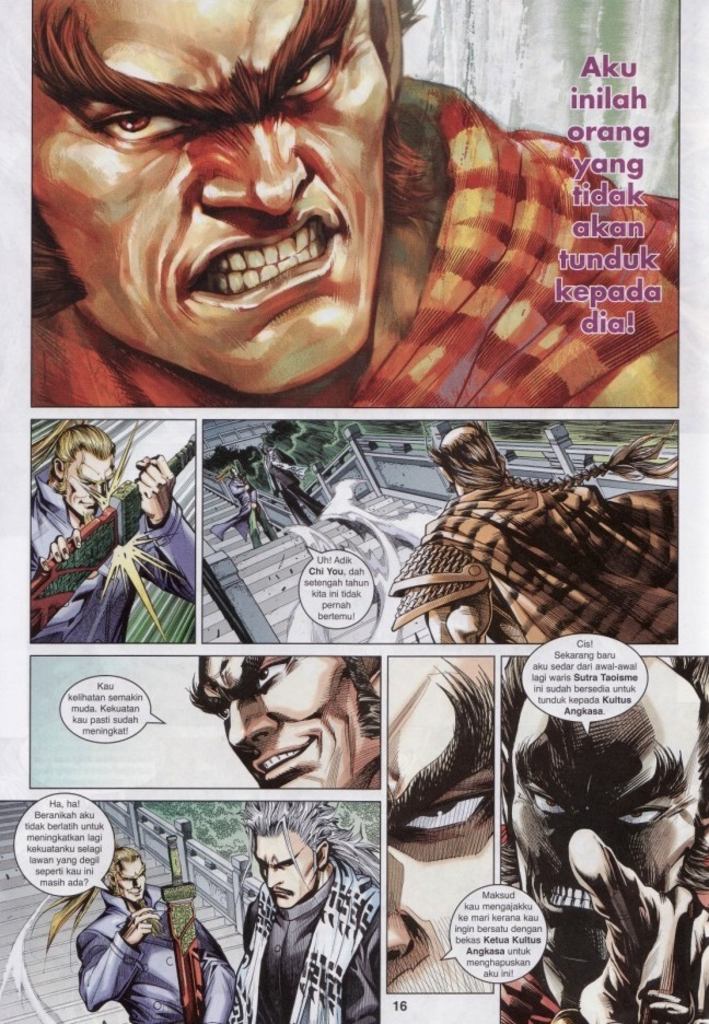 Aku
inilah
orang
yang
tidak
akan
tunduk
kepada
dia!
Uh! Adik
Chi You, dah
setengah tahun
kita ini tidak
pernah
bertemu!
Kau
kelihatan semakin
muda. Kekuatan
kau pasti sudah
meningkat!
Cis!
Sekarang baru
aku sedar dari awal-awal
lagi waris Sutra Taoisme
ini sudah bersedia untuk
tunduk kepada Kultus
Angkasa.
Ha, ha!
Beranikah aku
tidak berlatih untuk
meningkatkan lagi
kekuatanku selagi
lawan yang degil
seperti kau ini
masih ada?
Maksud
kau mengajakku
ke mari kerana kau
ingin bersatu dengan
bekas Ketua Kultus
Angkasa untuk
menghapuskan
aku ini!
16